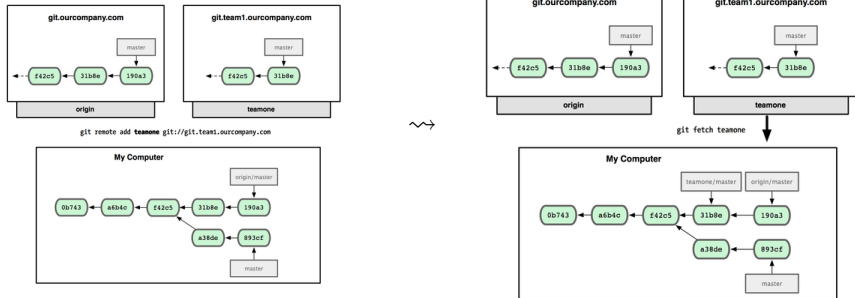 git.ourcompany.com
git.team1.ourcompany.com
master
master
f42c5 31b8e 190a3
f42c5 31b8e
origin
teamone
git remote add teamone git://git.team1.ourcompany.com
My Computer
origin/master
0b743 a6b4c f42c5 31b8e 190a3
a38de 893cf
master
git.ourcompany.com
git.team1.ourcompany.com
master
master
f42c5 31b8e 190a3
f42c5 31b8e
origin
teamone
git fetch teamone
My Computer
teamone/master origin/master
0b743 a6b4c f42c5 31b8e 190a3
a38de 893cf
master